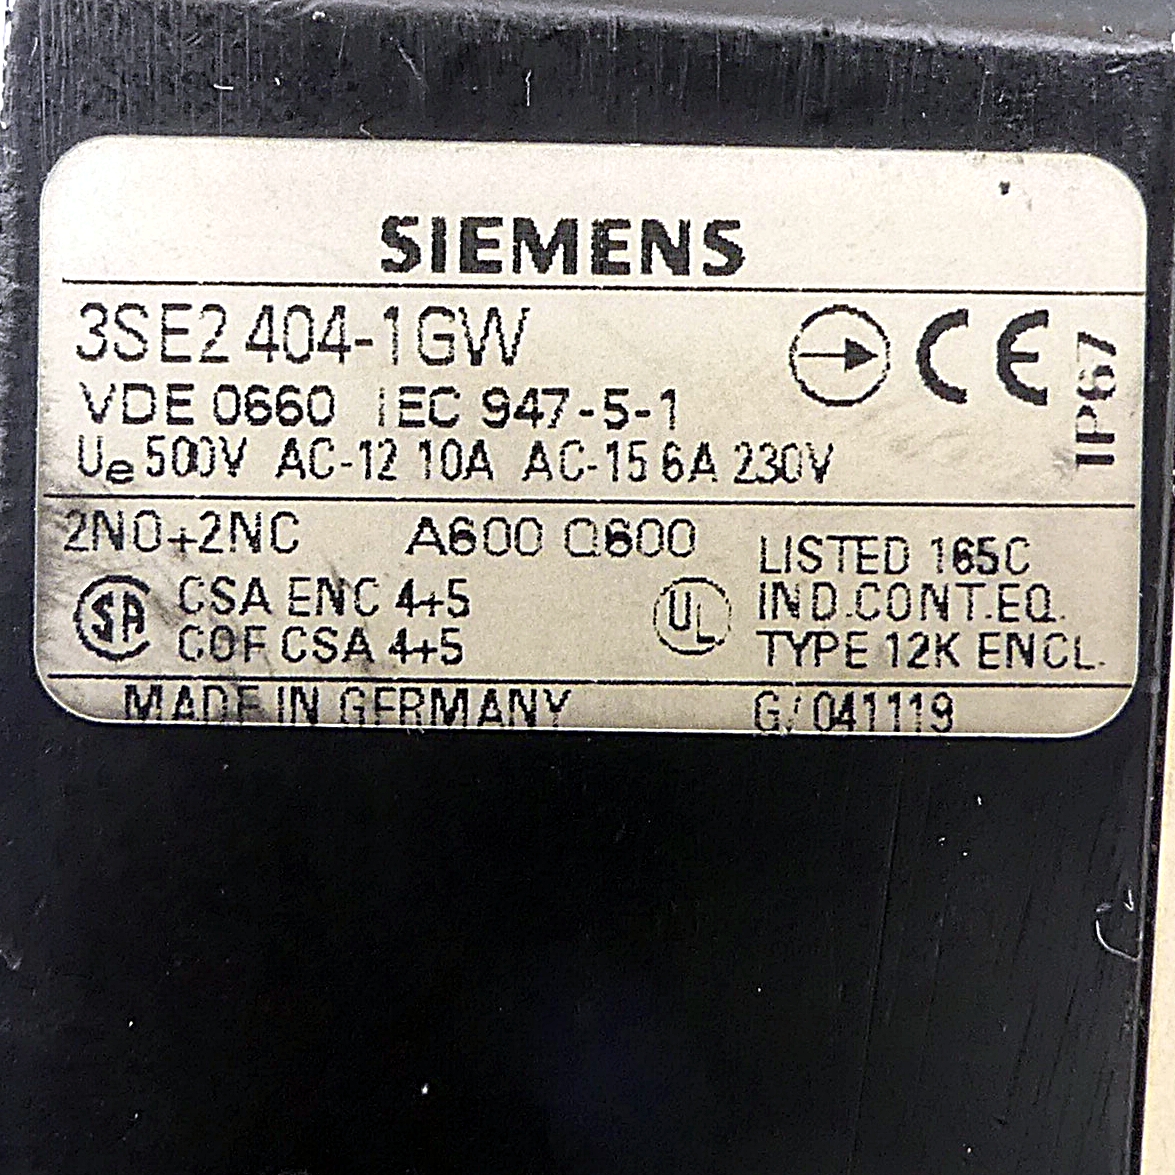 SIEMENS
3SE2 404-1GW
CE
IP67
VDE 0660 IEC 947-5-1
Ue 500V AC-12 10A AC-15 6A 230V
2NO+2NC A600 Q600
SA CSA ENC 4+5
COF CSA 4+5
UL
LISTED 165C
IND.CONT.EQ.
TYPE 12K ENCL.
MADE IN GERMANY G/041119